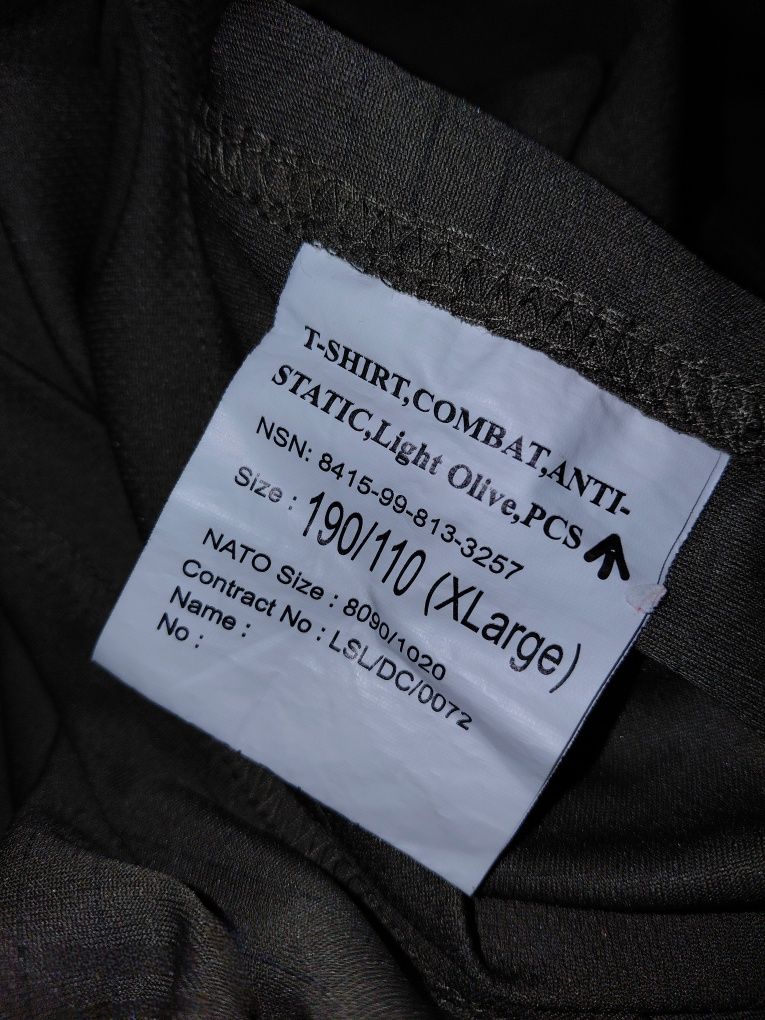 T-SHIRT,COMBAT,ANTI-
STATIC,Light Olive,PCS
NSN: 8415-99-813-3257
Size : 190/110 (XLarge)
NATO Size : 8090/1020
Contract No : LSL/DC/0072
Name :
No :